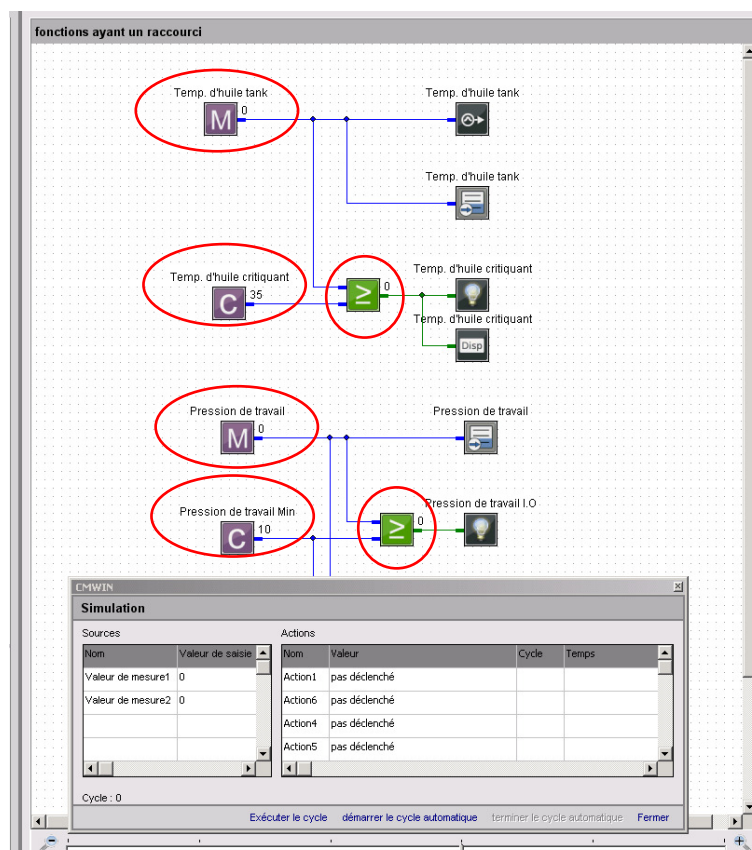 fonctions ayant un raccourci
Temp. d'huile tank
M
0
Temp. d'huile tank
Temp. d'huile tank
Temp. d'huile critiquant
C
35
≥
0
Temp. d'huile critiquant
Temp. d'huile critiquant
Disp
Pression de travail
M
0
Pression de travail
Pression de travail Min
C
10
≥
0
Pression de travail I.O
CMWIN
Simulation
Sources
Nom Valeur de saisie
Valeur de mesure1 0
Valeur de mesure2 0
Actions
Nom Valeur Cycle Temps
Action1 pas déclenché
Action6 pas déclenché
Action4 pas déclenché
Action5 pas déclenché
Cycle : 0
Exécuter le cycle démarrer le cycle automatique terminer le cycle automatique Fermer